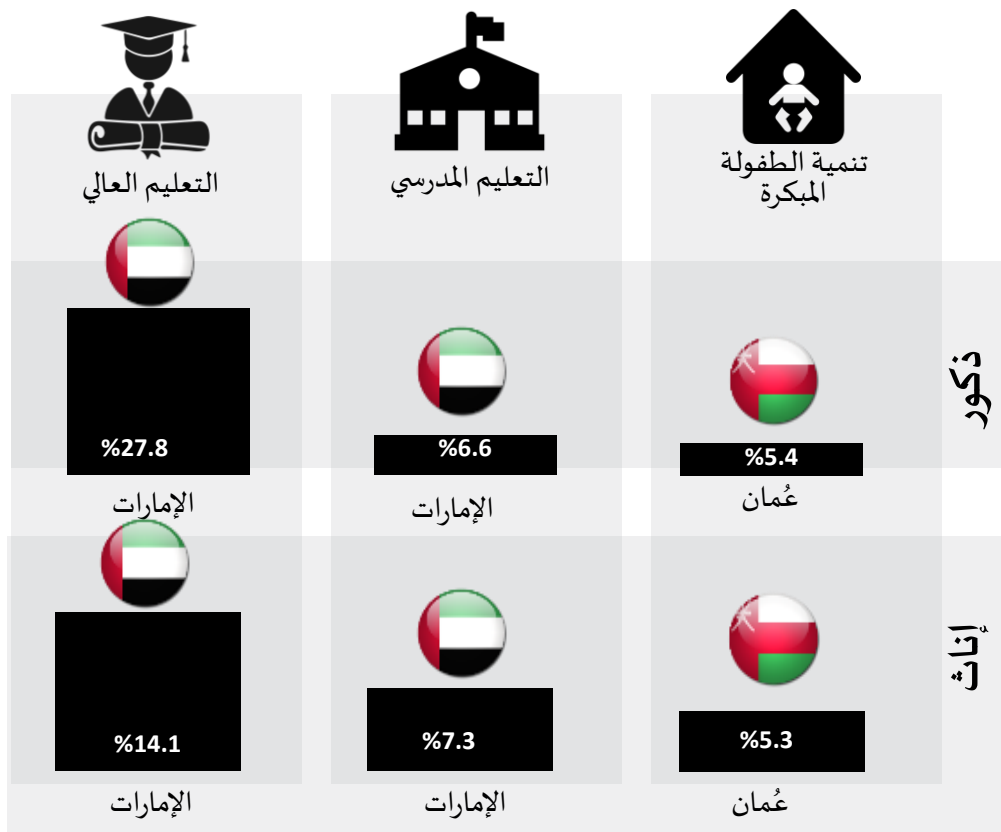 تنمية الطفولة
المبكرة
التعليم المدرسي
التعليم العالي
ذكور
%5.4
%6.6
%27.8
عُمان
الإمارات
الإمارات
إناث
%5.3
%7.3
%14.1
عُمان
الإمارات
الإمارات